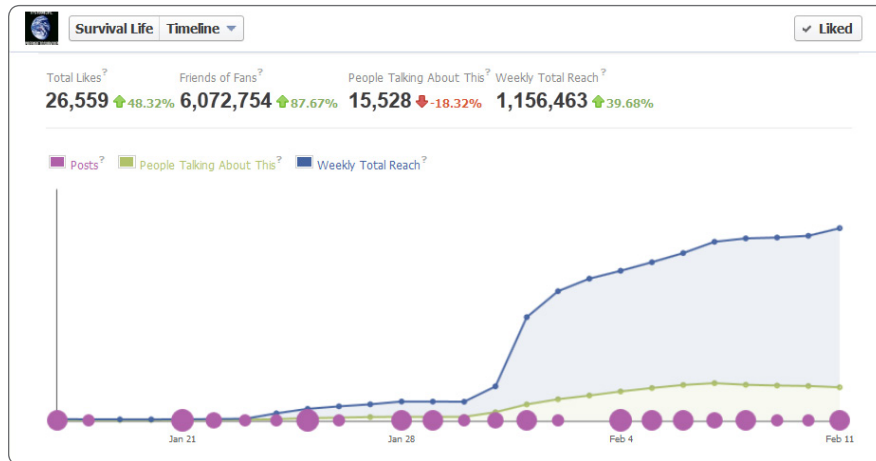 Survival Life Timeline Liked
Total Likes? Friends of Fans? People Talking About This? Weekly Total Reach?
26,559 48.32% 6,072,754 87.67% 15,528 -18.32% 1,156,463 39.68%
Posts? People Talking About This? Weekly Total Reach?
Jan 21 Jan 28 Feb 4 Feb 11